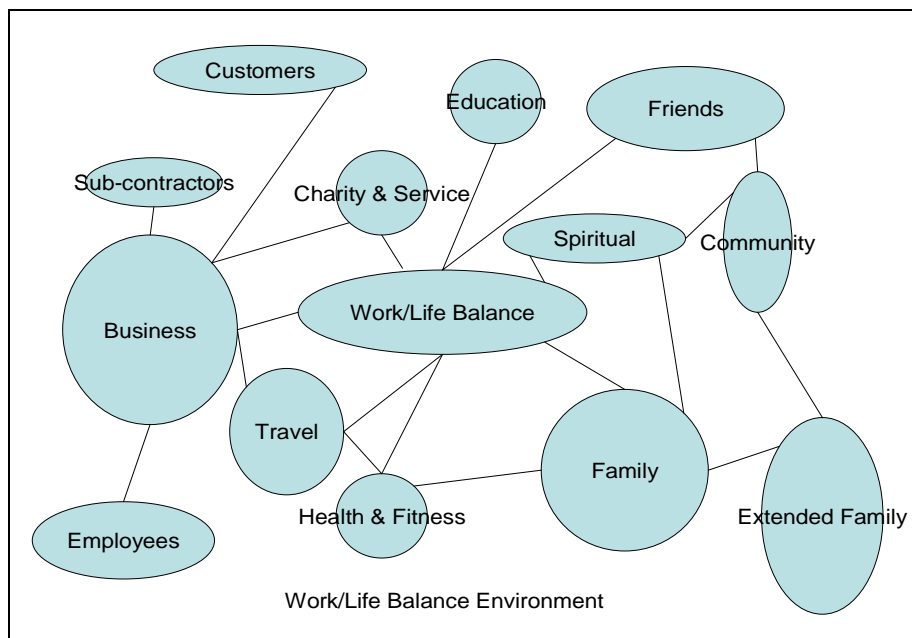 Customers
Education
Friends
Sub-contractors
Charity & Service
Spiritual
Community
Work/Life Balance
Business
Travel
Family
Health & Fitness
Extended Family
Employees
Work/Life Balance Environment